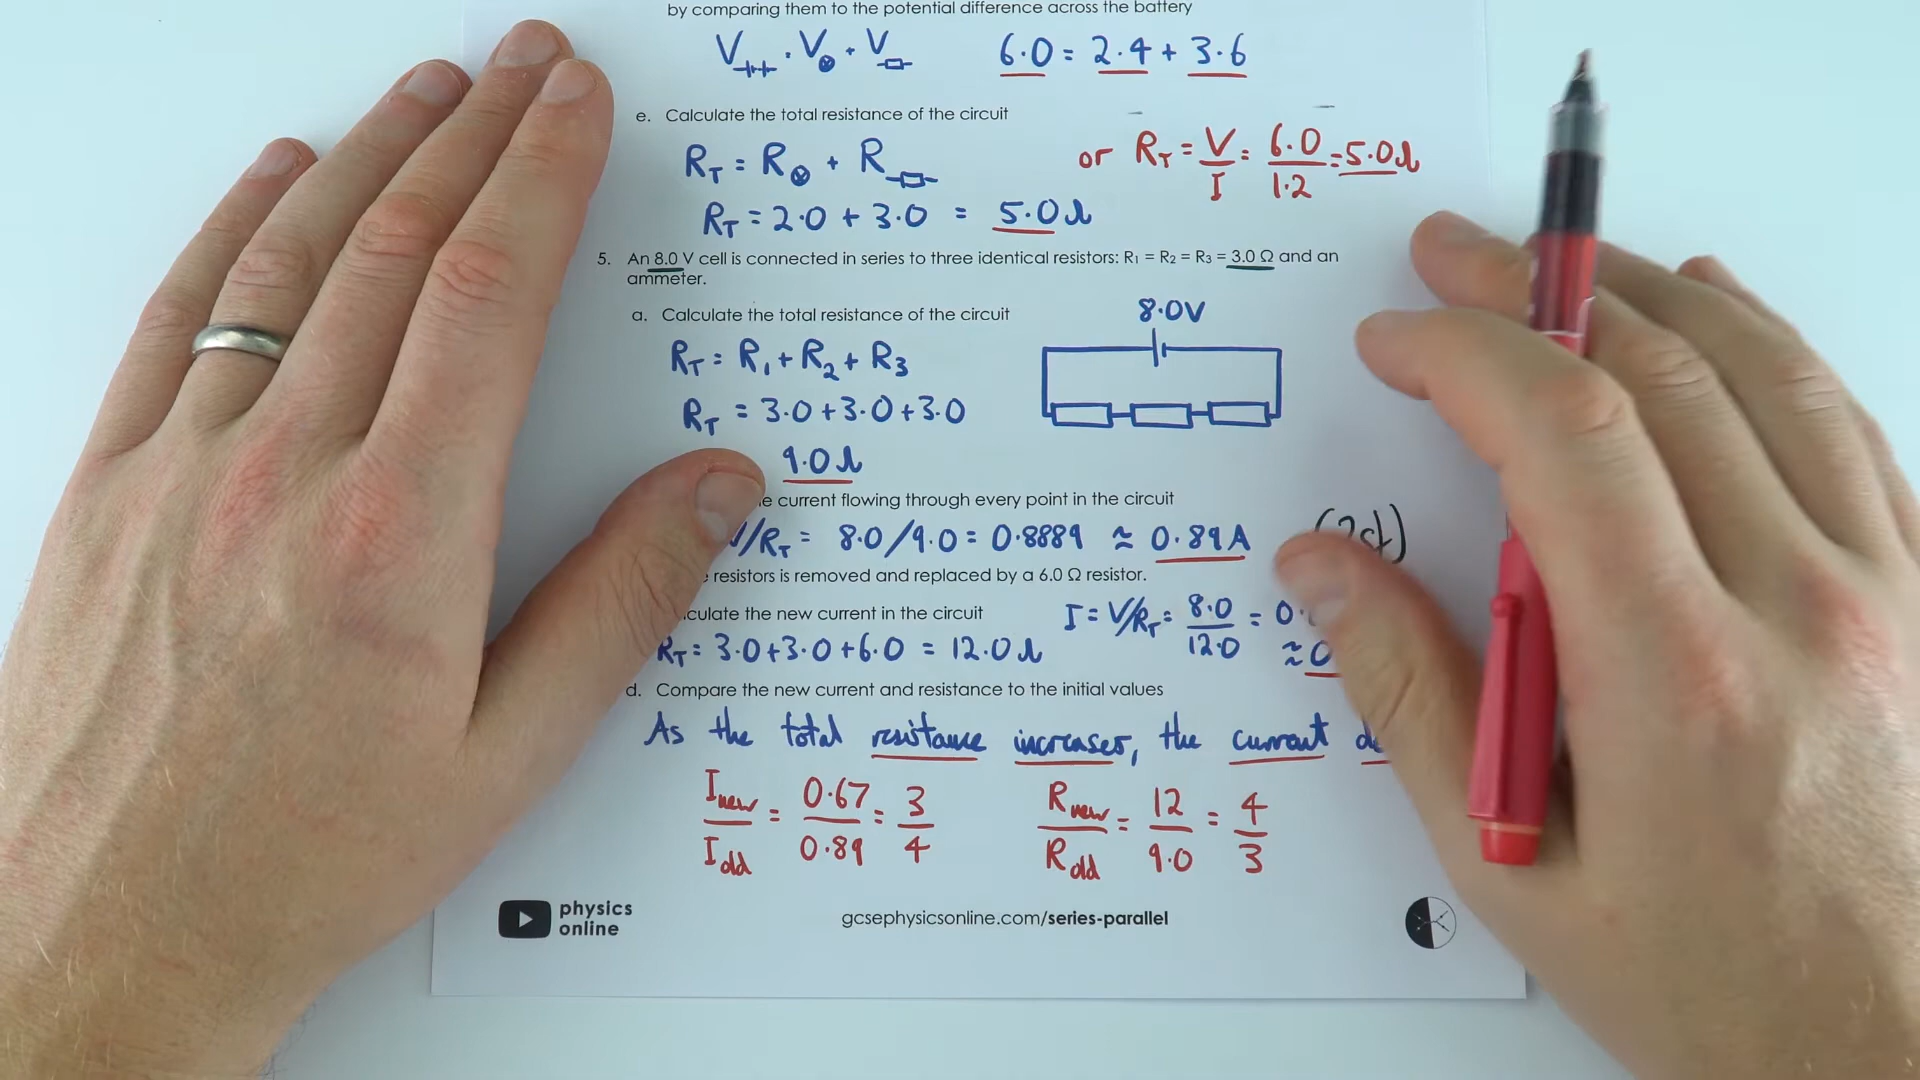 by comparing them to the potential difference across the battery
V V + V 6.0 = 2.4 + 3.6
e. Calculate the total resistance of the circuit
R_T = R + R
or R_T = V/I = 6.0/1.2 = 5.0Ω
R_T = 2.0 + 3.0 = 5.0Ω
5. An 8.0 V cell is connected in series to three identical resistors: R1 = R2 = R3 = 3.0 Ω and an
ammeter.
a. Calculate the total resistance of the circuit
8.0V
R_T = R_1 + R_2 + R_3
R_T = 3.0 + 3.0 + 3.0
9.0Ω
current flowing through every point in the circuit
/R_T = 8.0/9.0 = 0.8889 ≈ 0.89A (2sf)
resistors is removed and replaced by a 6.0 Ω resistor.
the new current in the circuit
I = V/R_T = 8.0/12.0 = 0.
R_T = 3.0+3.0+6.0 = 12.0Ω
≈ 0
d. Compare the new current and resistance to the initial values
As the total resistance increases, the current
I_new/I_old = 0.67/0.89 = 3/4
R_new/R_old = 12/9.0 = 4/3
physics
online
gcsephysicsonline.com/series-parallel